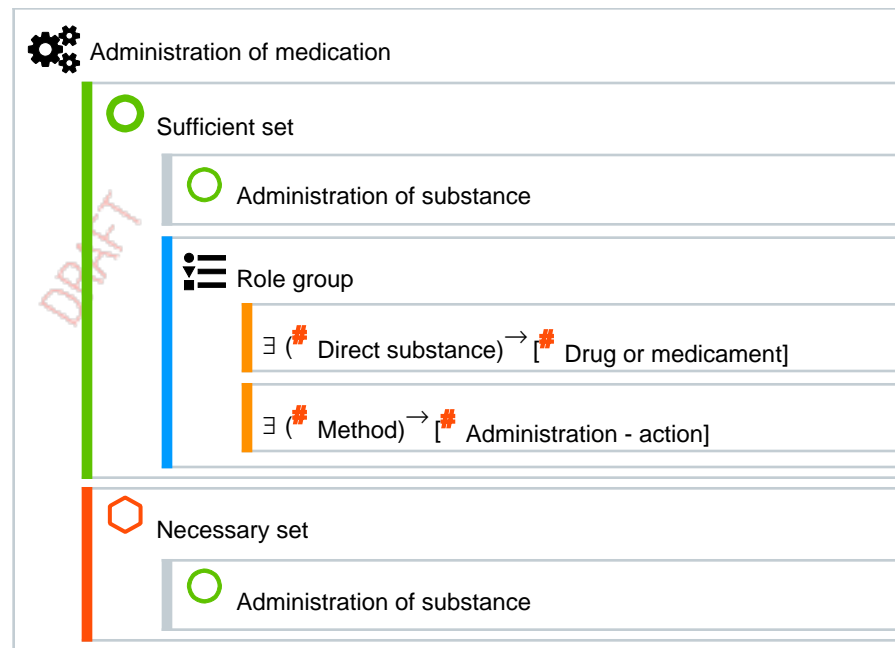 Administration of medication
Sufficient set
Administration of substance
DRAFT
Role group
∃ (# Direct substance)→[# Drug or medicament]
∃ (# Method)→[# Administration - action]
Necessary set
Administration of substance